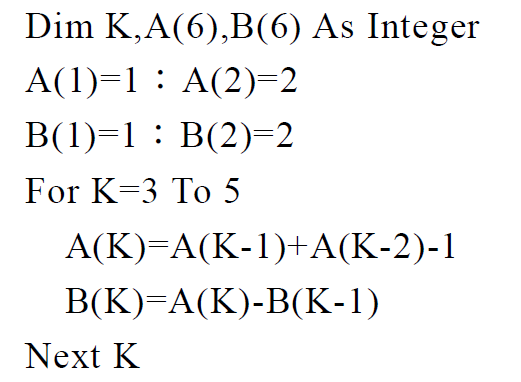 Dim K,A(6),B(6) As Integer
A(1)=1：A(2)=2
B(1)=1：B(2)=2
For K=3 To 5
A(K)=A(K-1)+A(K-2)-1
B(K)=A(K)-B(K-1)
Next K